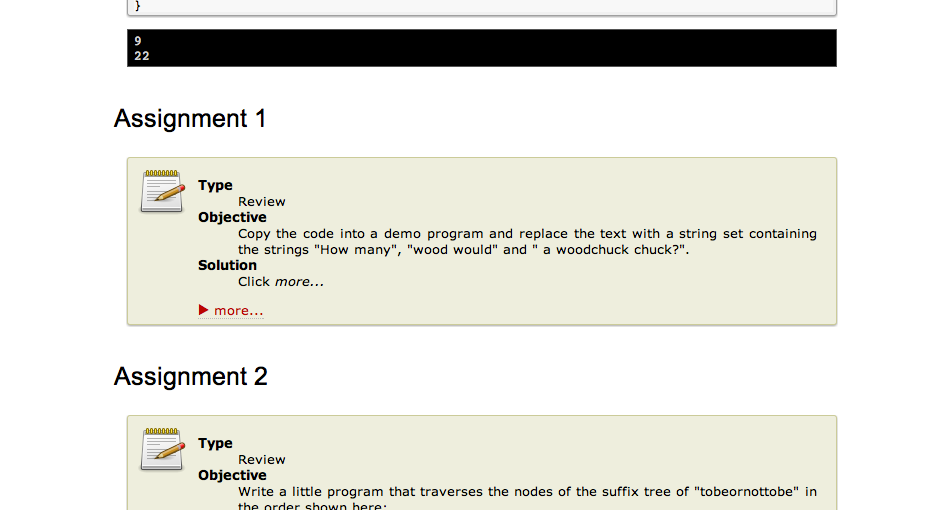 }
9
22
Assignment 1
Type
Review
Objective
Copy the code into a demo program and replace the text with a string set containing
the strings "How many", "wood would" and " a woodchuck chuck?".
Solution
Click more...
more...
Assignment 2
Type
Review
Objective
Write a little program that traverses the nodes of the suffix tree of "tobeornottobe" in
the order shown here: